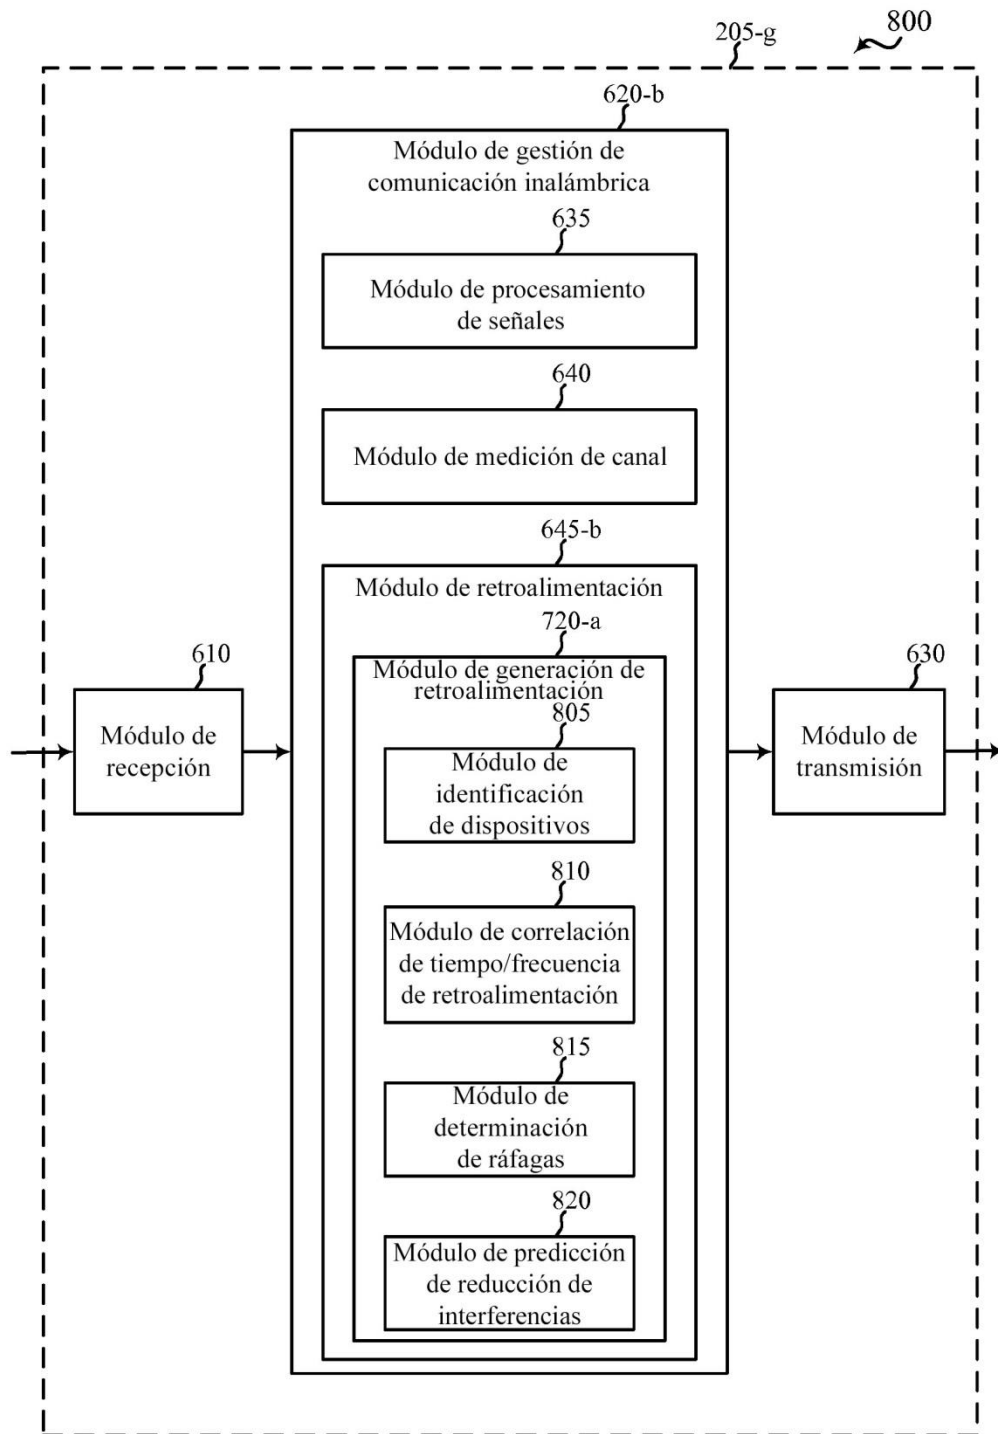 800
205-g
620-b
Módulo de gestión de
comunicación inalámbrica
635
Módulo de procesamiento
de señales
640
Módulo de medición de canal
645-b
Módulo de retroalimentación
720-a
Módulo de generación de
retroalimentación
610
Módulo de
recepción
630
Módulo de
transmisión
805
Módulo de
identificación
de dispositivos
810
Módulo de correlación
de tiempo/frecuencia
de retroalimentación
815
Módulo de
determinación
de ráfagas
820
Módulo de predicción
de reducción de
interferencias